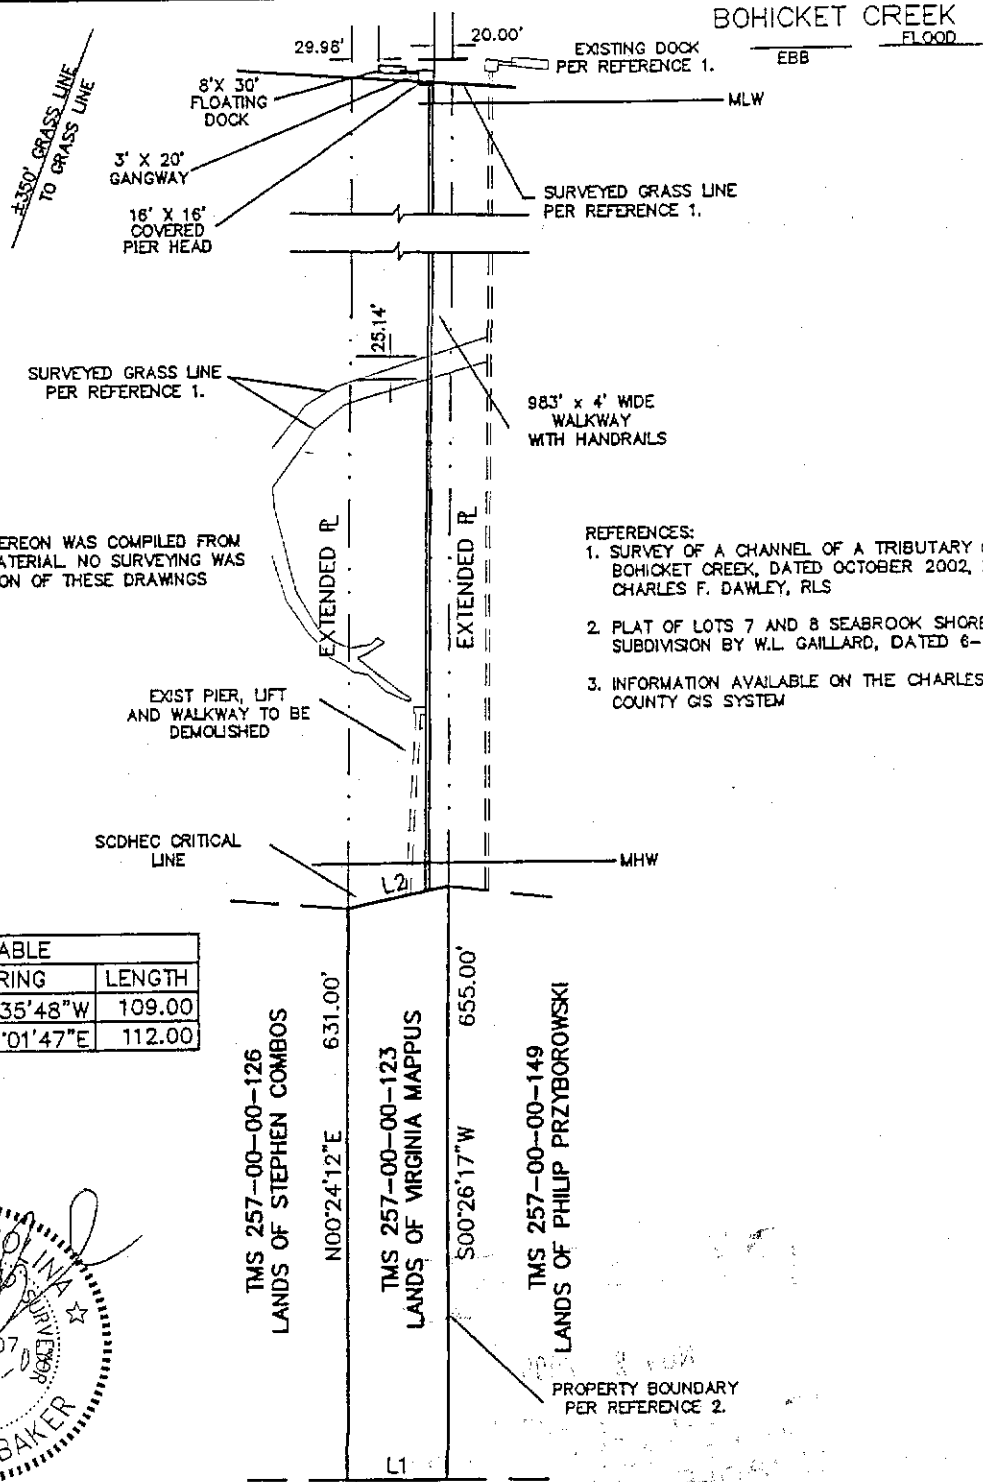 BOHICKET CREEK
EBB
FLOOD
29.98'
20.00'
EXISTING DOCK
PER REFERENCE 1.
±350' GRASS LINE
TO GRASS LINE
8'X 30'
FLOATING
DOCK
MLW
3' X 20'
GANGWAY
SURVEYED GRASS LINE
PER REFERENCE 1.
16' X 16'
COVERED
PIER HEAD
25.14'
SURVEYED GRASS LINE
PER REFERENCE 1.
983' x 4' WIDE
WALKWAY
WITH HANDRAILS
EXTENDED PL
EXTENDED PL
EREON WAS COMPILED FROM
ATERIAL. NO SURVEYING WAS
ON OF THESE DRAWINGS
REFERENCES:
1. SURVEY OF A CHANNEL OF A TRIBUTARY
BOHICKET CREEK, DATED OCTOBER 2002,
CHARLES F. DAWLEY, RLS
2. PLAT OF LOTS 7 AND 8 SEABROOK SHORE
SUBDIVISION BY W.L. GAILLARD, DATED 6-
3. INFORMATION AVAILABLE ON THE CHARLES
COUNTY GIS SYSTEM
EXIST PIER, LIFT
AND WALKWAY TO BE
DEMOLISHED
SCDHEC CRITICAL
LINE
MHW
L2
ABLE
RING LENGTH
35'48"W 109.00
°01'47"E 112.00
TMS 257-00-00-126
LANDS OF STEPHEN COMBOS
N00°24'12"E 631.00'
TMS 257-00-00-123
LANDS OF VIRGINIA MAPPUS
S00°26'17"W 655.00'
TMS 257-00-00-149
LANDS OF PHILIP PRZYBOROWSKI
PROPERTY BOUNDARY
PER REFERENCE 2.
L1
OLINA
SURVEYOR
07
BAKER